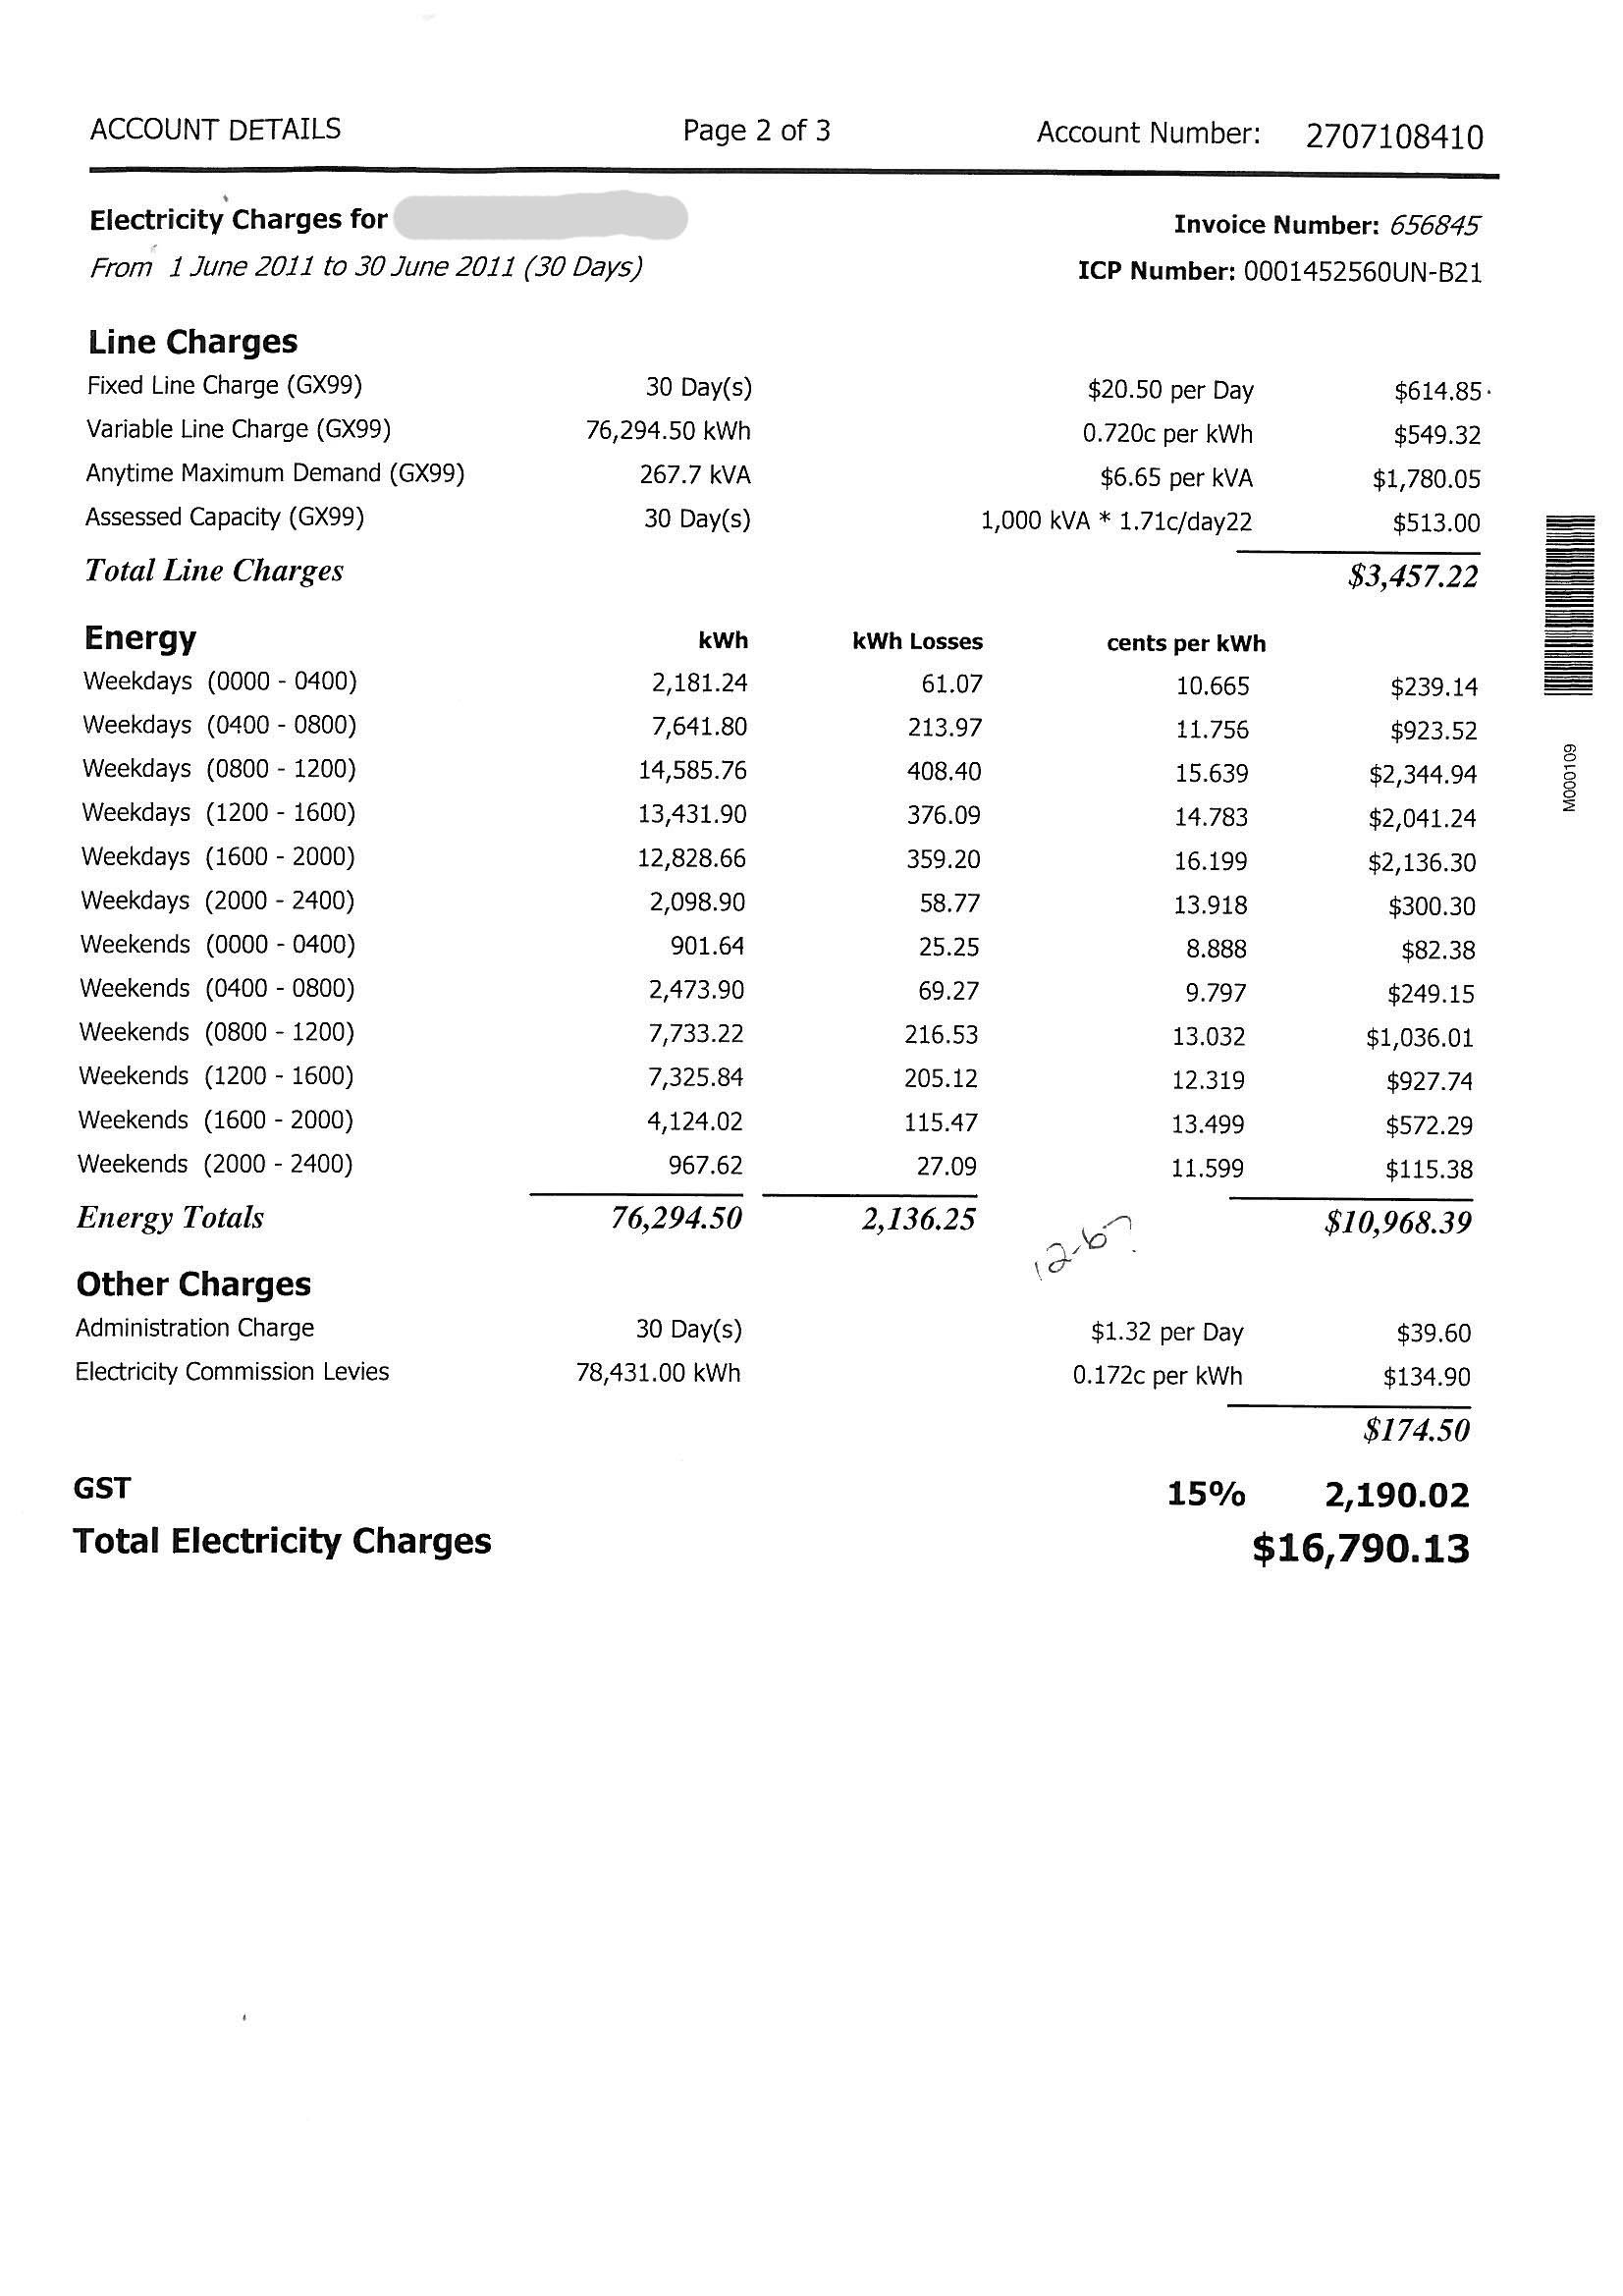 ACCOUNT DETAILS Page 2 of 3 Account Number: 2707108410
Electricity Charges for Invoice Number: 656845
From 1 June 2011 to 30 June 2011 (30 Days) ICP Number: 0001452560UN-B21
Line Charges
Fixed Line Charge (GX99) 30 Day(s) $20.50 per Day $614.85
Variable Line Charge (GX99) 76,294.50 kWh 0.720c per kWh $549.32
Anytime Maximum Demand (GX99) 267.7 kVA $6.65 per kVA $1,780.05
Assessed Capacity (GX99) 30 Day(s) 1,000 kVA * 1.71c/day22 $513.00
Total Line Charges $3,457.22
Energy kWh kWh Losses cents per kWh
Weekdays (0000 - 0400) 2,181.24 61.07 10.665 $239.14
Weekdays (0400 - 0800) 7,641.80 213.97 11.756 $923.52
Weekdays (0800 - 1200) 14,585.76 408.40 15.639 $2,344.94
Weekdays (1200 - 1600) 13,431.90 376.09 14.783 $2,041.24
Weekdays (1600 - 2000) 12,828.66 359.20 16.199 $2,136.30
Weekdays (2000 - 2400) 2,098.90 58.77 13.918 $300.30
Weekends (0000 - 0400) 901.64 25.25 8.888 $82.38
Weekends (0400 - 0800) 2,473.90 69.27 9.797 $249.15
Weekends (0800 - 1200) 7,733.22 216.53 13.032 $1,036.01
Weekends (1200 - 1600) 7,325.84 205.12 12.319 $927.74
Weekends (1600 - 2000) 4,124.02 115.47 13.499 $572.29
Weekends (2000 - 2400) 967.62 27.09 11.599 $115.38
Energy Totals 76,294.50 2,136.25 $10,968.39
Other Charges
Administration Charge 30 Day(s) $1.32 per Day $39.60
Electricity Commission Levies 78,431.00 kWh 0.172c per kWh $134.90
$174.50
GST 15% 2,190.02
Total Electricity Charges $16,790.13
M000109